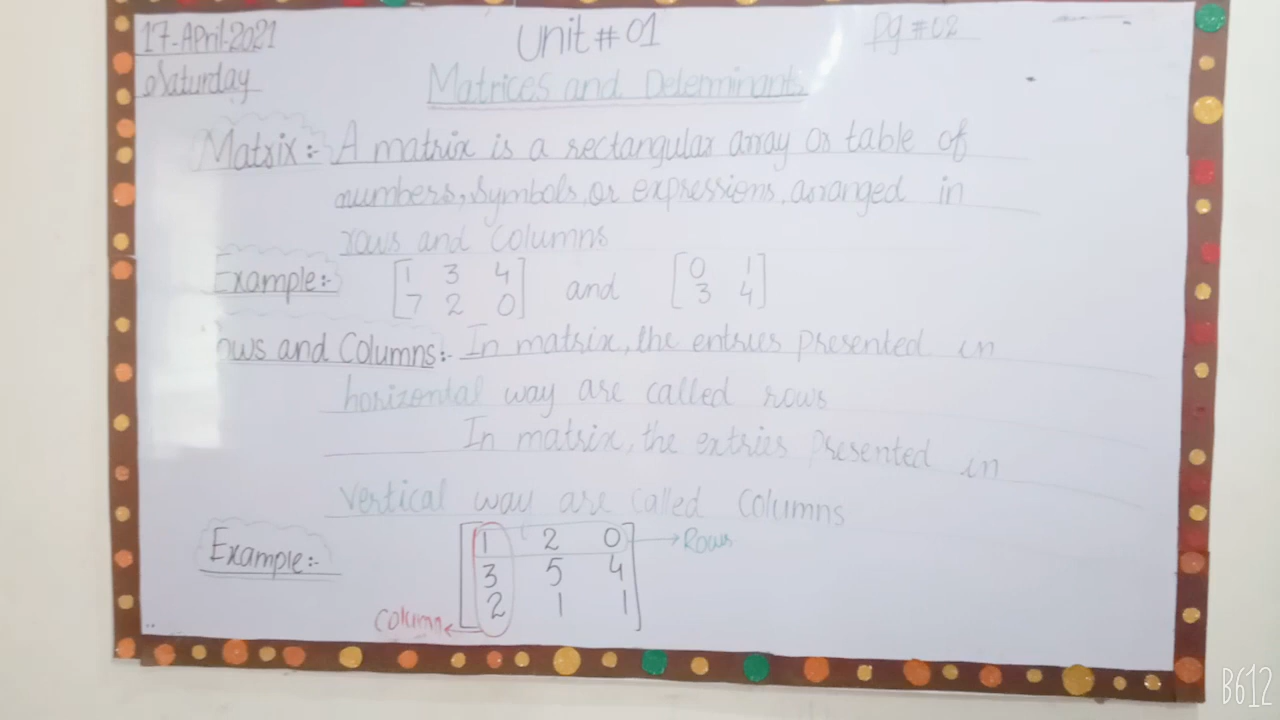 17-April-2021
Unit # 01
Pg # 02
Saturday
Matrices and Determinants
Matrix:- A matrix is a rectangular array or table of
numbers, symbols, or expressions, arranged in
rows and columns
Example:- [1 3 4 and [0 1
7 2 0] 3 4]
Rows and Columns:- In matrix, the entries presented in
horizontal way are called rows
In matrix, the extries presented in
vertical way are called columns
Example:- [1 2 0] → Rows
3 5 4
2 1 1
Column ←
B612